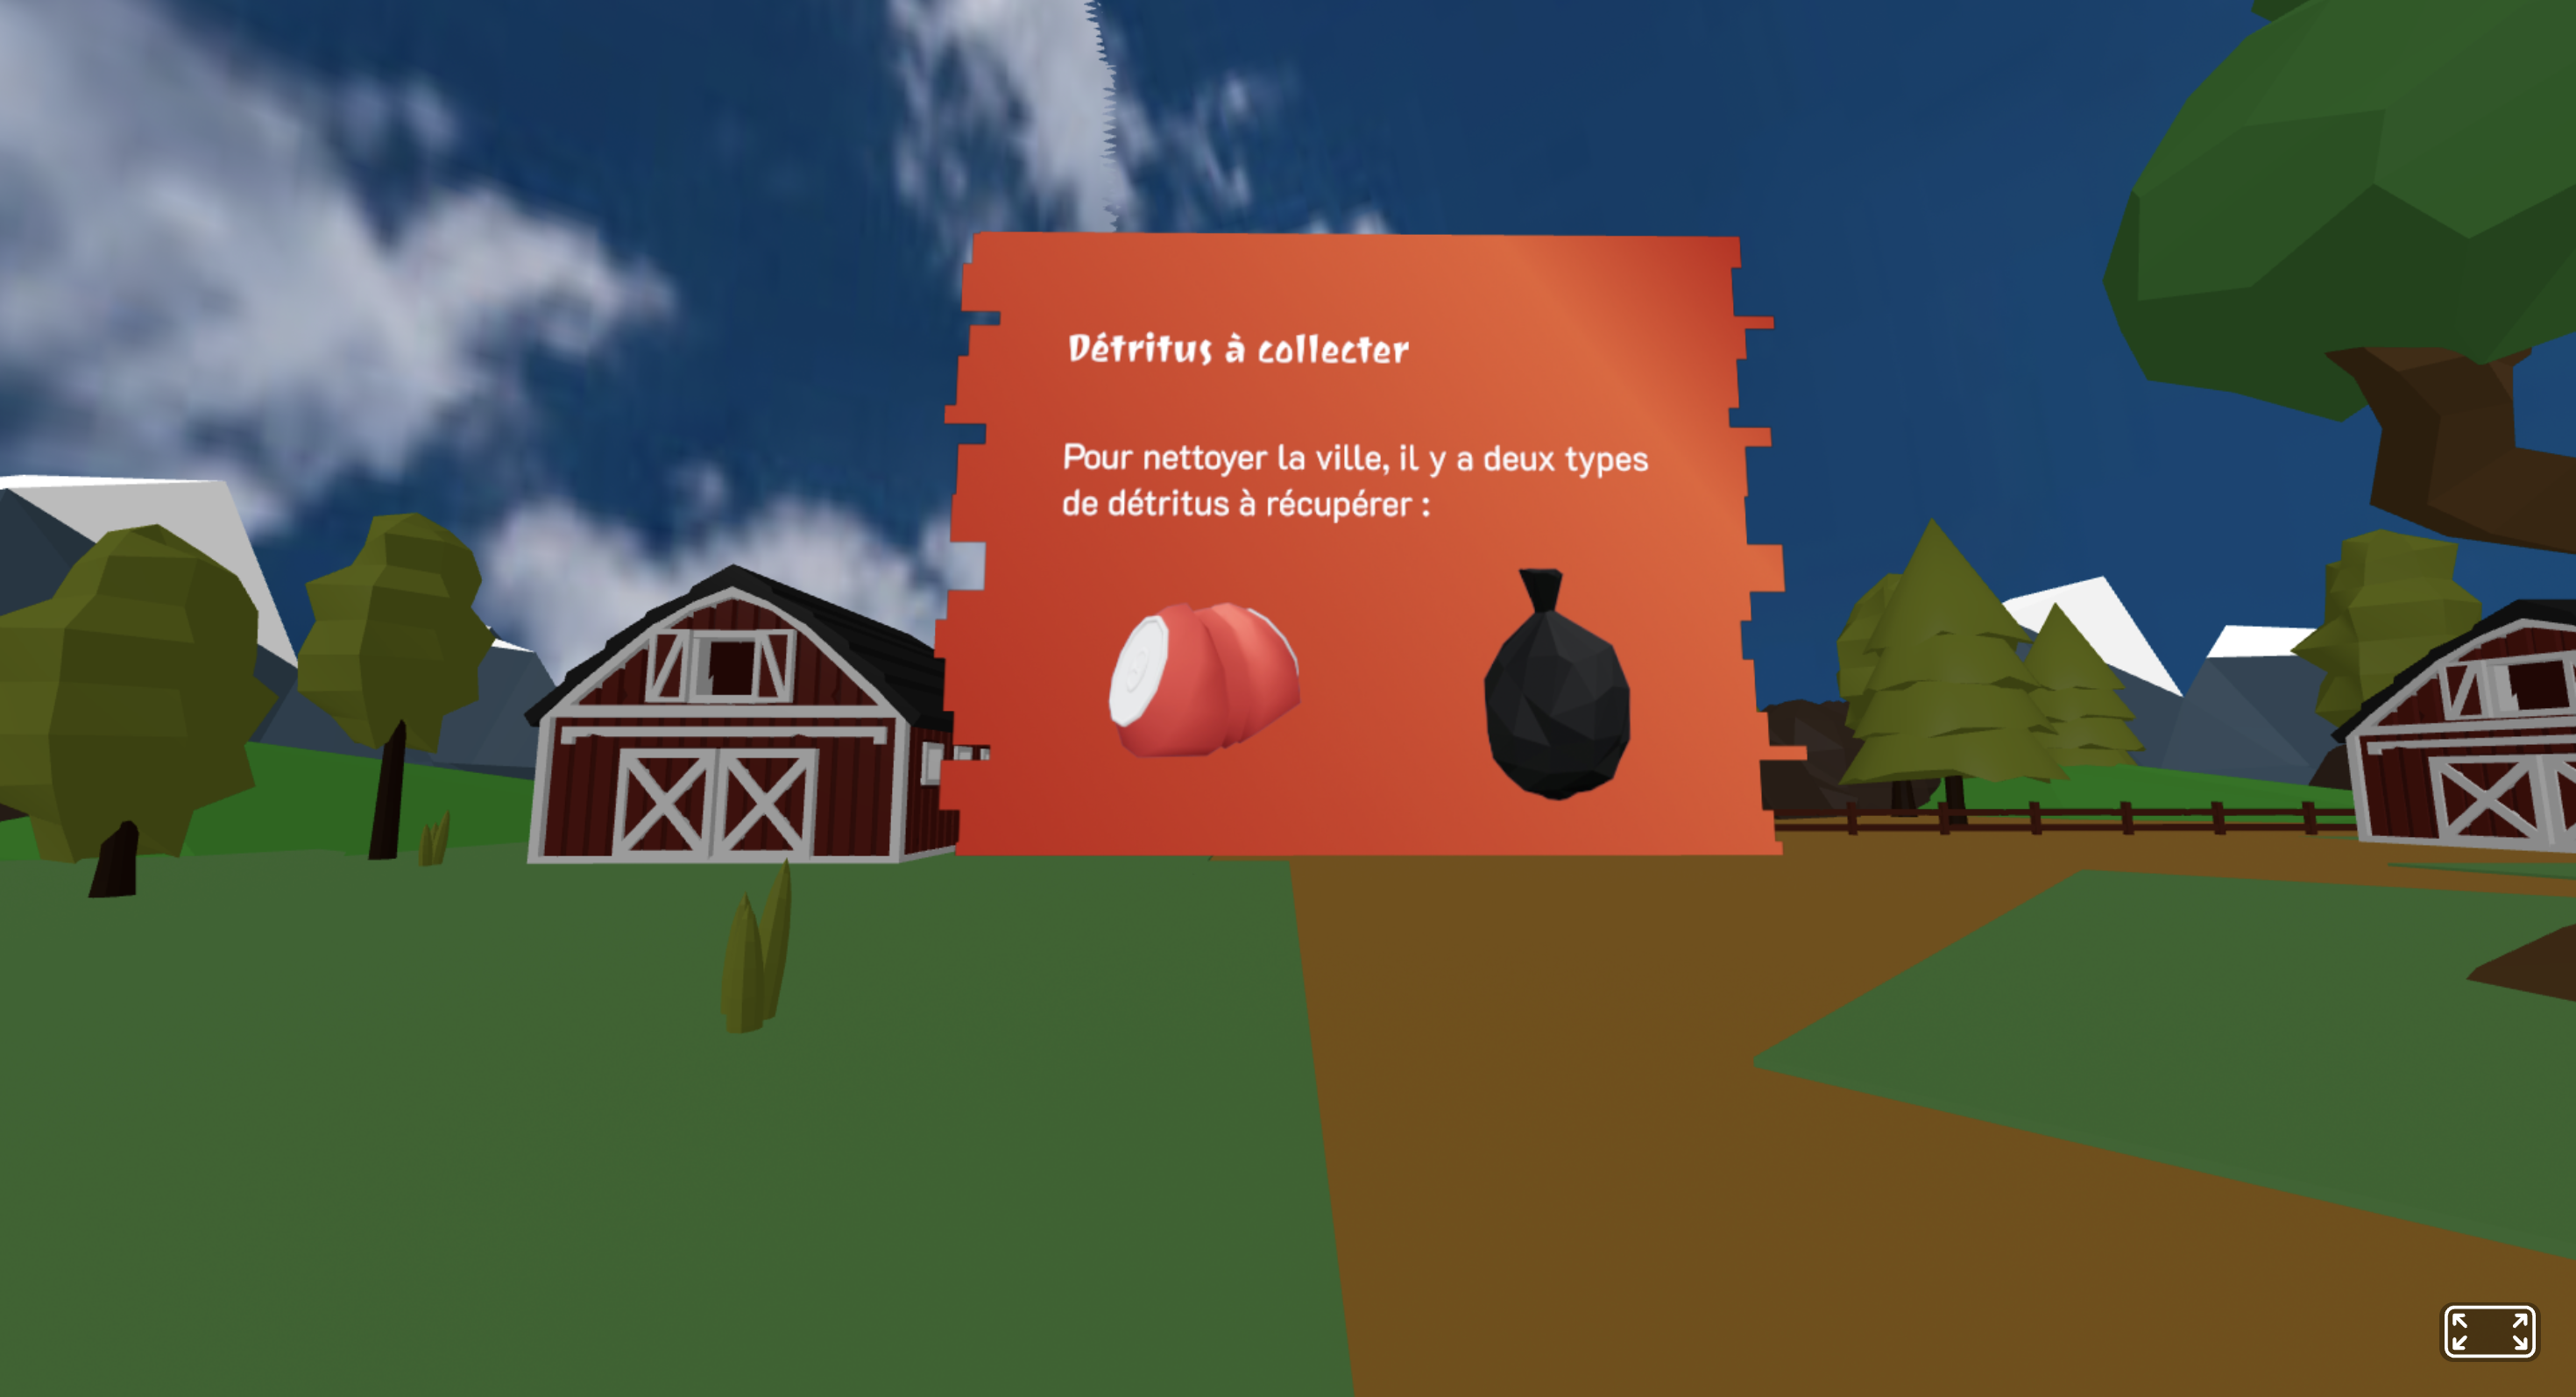 Détritus à collecter
Pour nettoyer la ville, il y a deux types
de détritus à récupérer :